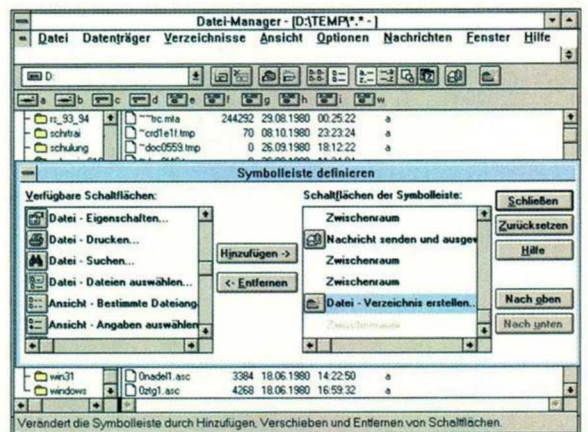 Datei-Manager - [D:\TEMP\*.* - ]
Datei Datenträger Verzeichnisse Ansicht Optionen Nachrichten Fenster Hilfe
D:
a b c d e f g h i w
rs_93_94 ~~trc.mta 244292 29.08.1980 00:25:22 a
schitrai ~crd1e1f.tmp 70 08.10.1980 23:23:24 a
schulung ~doc0559.tmp 0 26.09.1980 18:12:22 a
Symbolleiste definieren
Verfügbare Schaltflächen:
Datei - Eigenschaften...
Datei - Drucken...
Datei - Suchen...
Datei - Dateien auswählen...
Ansicht - Bestimmte Dateiang
Ansicht - Angaben auswählen
Hinzufügen ->
<- Entfernen
Schaltflächen der Symbolleiste:
Zwischenraum
Nachricht senden und ausgew
Zwischenraum
Zwischenraum
Datei - Verzeichnis erstellen..
Zwischenraum
Schließen
Zurücksetzen
Hilfe
Nach oben
Nach unten
win31 0nadel1.asc 3384 18.06.1980 14:22:50 a
windows 0ztg1.asc 4268 18.06.1980 16:59:32 a
Verändert die Symbolleiste durch Hinzufügen, Verschieben und Entfernen von Schaltflächen.